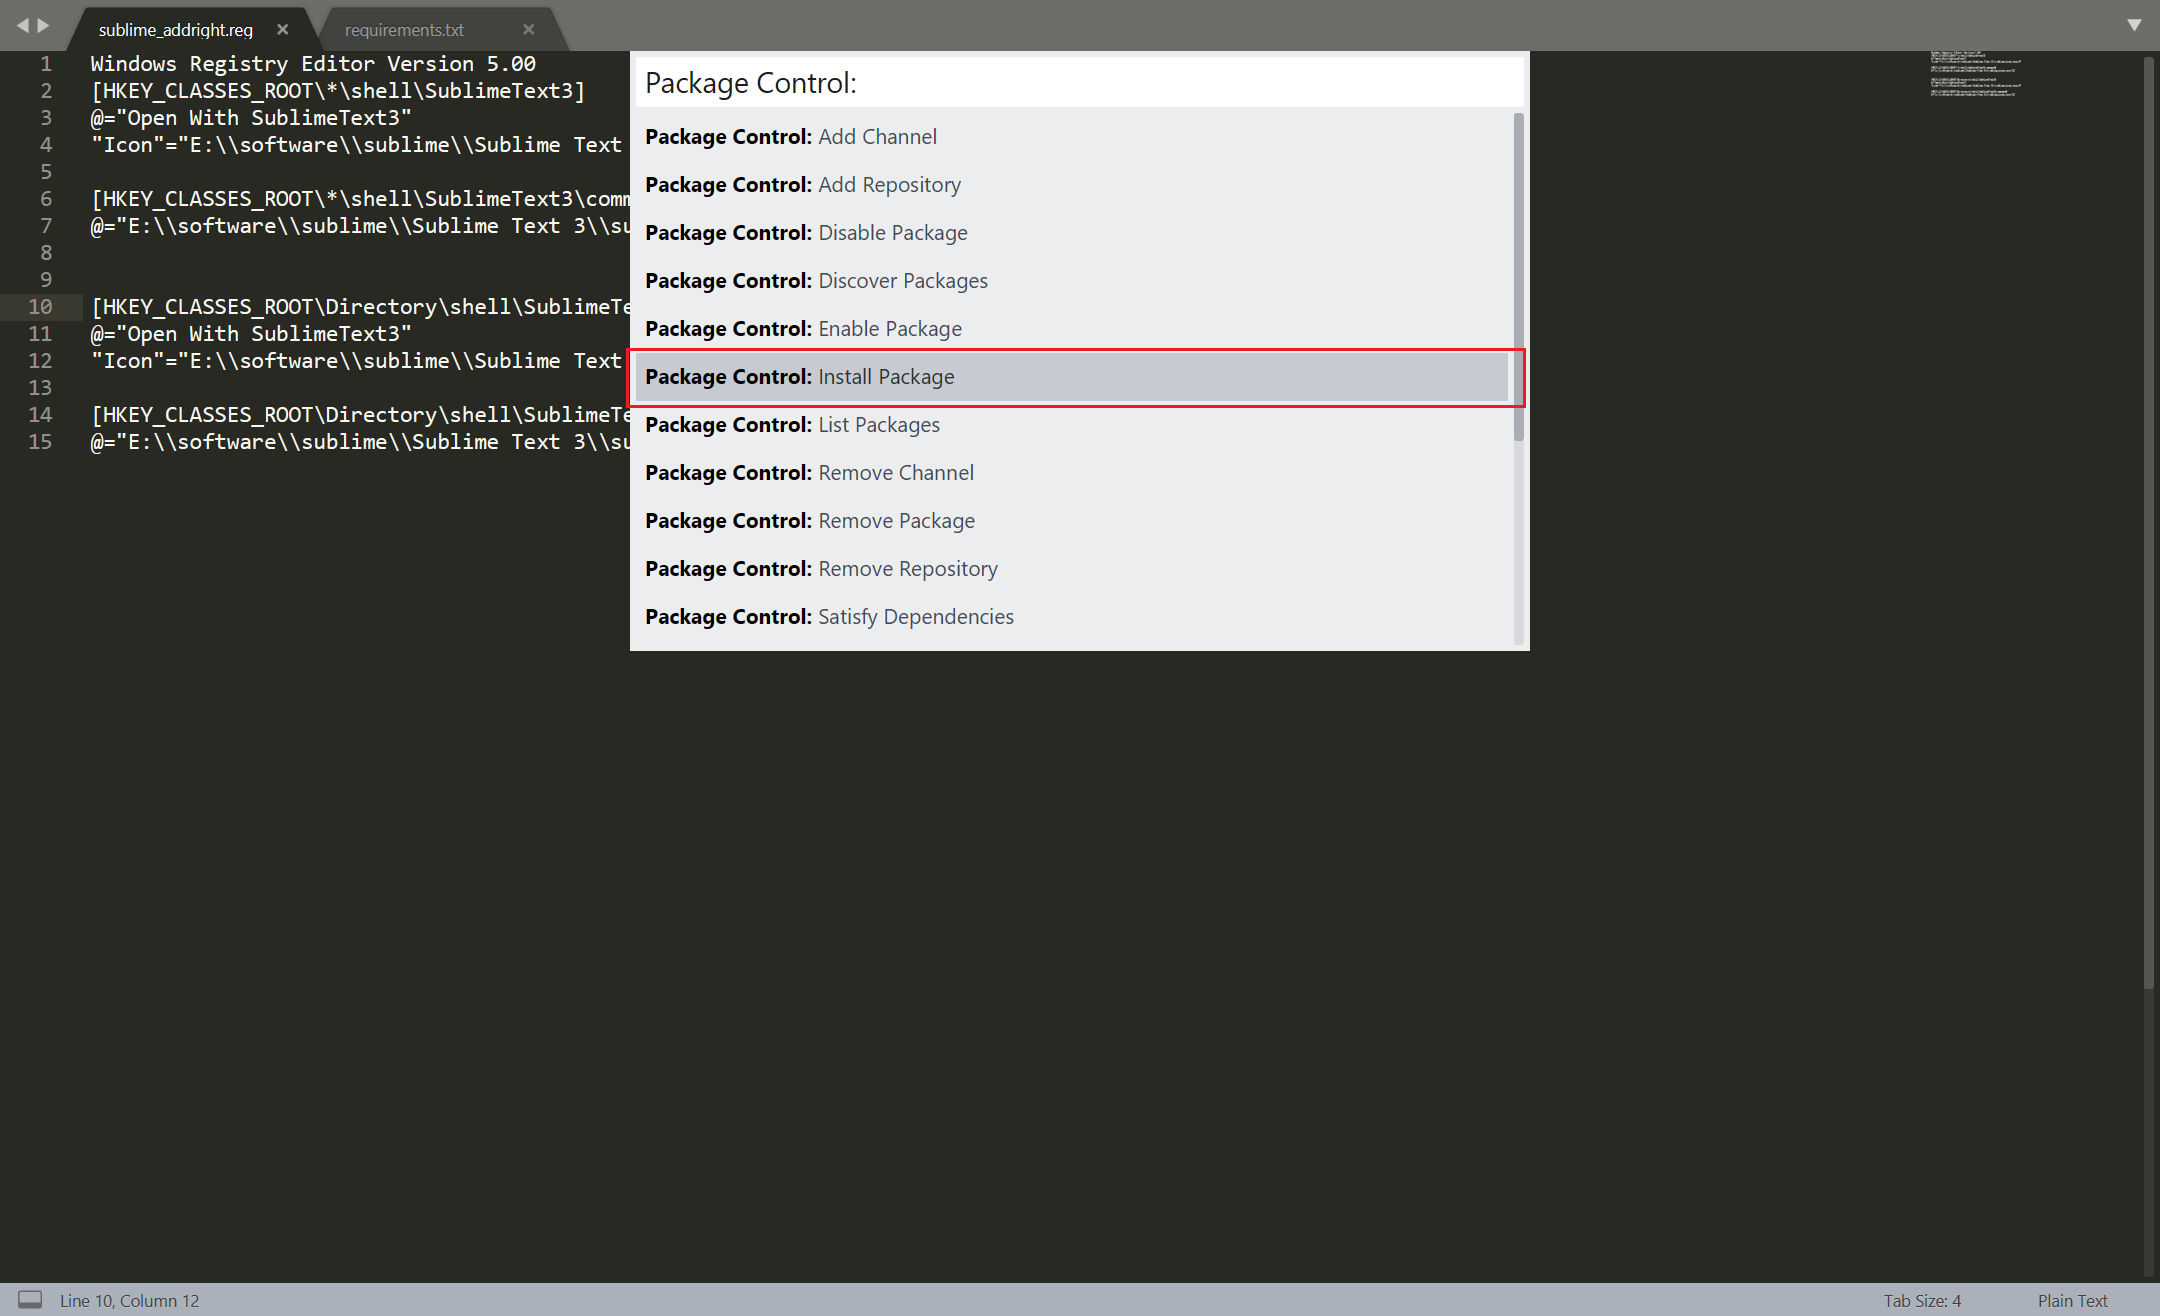 sublime_addright.reg
requirements.txt
1 Windows Registry Editor Version 5.00
2 [HKEY_CLASSES_ROOT\*\shell\SublimeText3]
3 @="Open With SublimeText3"
4 "Icon"="E:\\software\\sublime\\Sublime Text
5
6 [HKEY_CLASSES_ROOT\*\shell\SublimeText3\comm
7 @="E:\\software\\sublime\\Sublime Text 3\\su
8
9
10 [HKEY_CLASSES_ROOT\Directory\shell\SublimeTe
11 @="Open With SublimeText3"
12 "Icon"="E:\\software\\sublime\\Sublime Text
13
14 [HKEY_CLASSES_ROOT\Directory\shell\SublimeTe
15 @="E:\\software\\sublime\\Sublime Text 3\\su
Package Control:
Package Control: Add Channel
Package Control: Add Repository
Package Control: Disable Package
Package Control: Discover Packages
Package Control: Enable Package
Package Control: Install Package
Package Control: List Packages
Package Control: Remove Channel
Package Control: Remove Package
Package Control: Remove Repository
Package Control: Satisfy Dependencies
Line 10, Column 12
Tab Size: 4
Plain Text